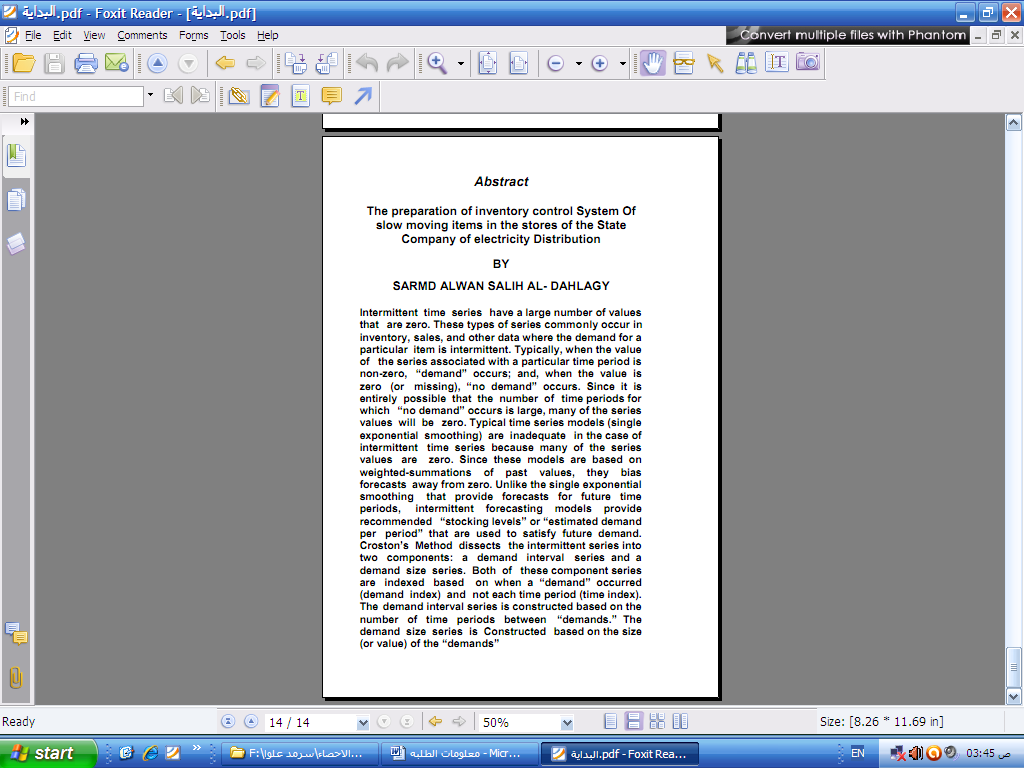 البداية.pdf - Foxit Reader - [البداية.pdf]
File Edit View Comments Forms Tools Help
Convert multiple files with Phantom
Find
Abstract
The preparation of inventory control System Of
slow moving items in the stores of the State
Company of electricity Distribution
BY
SARMD ALWAN SALIH AL- DAHLAGY
Intermittent time series have a large number of values
that are zero. These types of series commonly occur in
inventory, sales, and other data where the demand for a
particular item is intermittent. Typically, when the value
of the series associated with a particular time period is
non-zero, “demand” occurs; and, when the value is
zero (or missing), “no demand” occurs. Since it is
entirely possible that the number of time periods for
which “no demand” occurs is large, many of the series
values will be zero. Typical time series models (single
exponential smoothing) are inadequate in the case of
intermittent time series because many of the series
values are zero. Since these models are based on
weighted-summations of past values, they bias
forecasts away from zero. Unlike the single exponential
smoothing that provide forecasts for future time
periods, intermittent forecasting models provide
recommended “stocking levels” or “estimated demand
per period” that are used to satisfy future demand.
Croston’s Method dissects the intermittent series into
two components: a demand interval series and a
demand size series. Both of these component series
are indexed based on when a “demand” occurred
(demand index) and not each time period (time index).
The demand interval series is constructed based on the
number of time periods between “demands.” The
demand size series is Constructed based on the size
(or value) of the “demands”
Ready 14 / 14 50% Size: [8.26 * 11.69 in]
start F:\الاحصاء\سرمد علوا... معلومات الطلبه - Micr... البداية.pdf - Foxit Rea... EN 03:45 ص